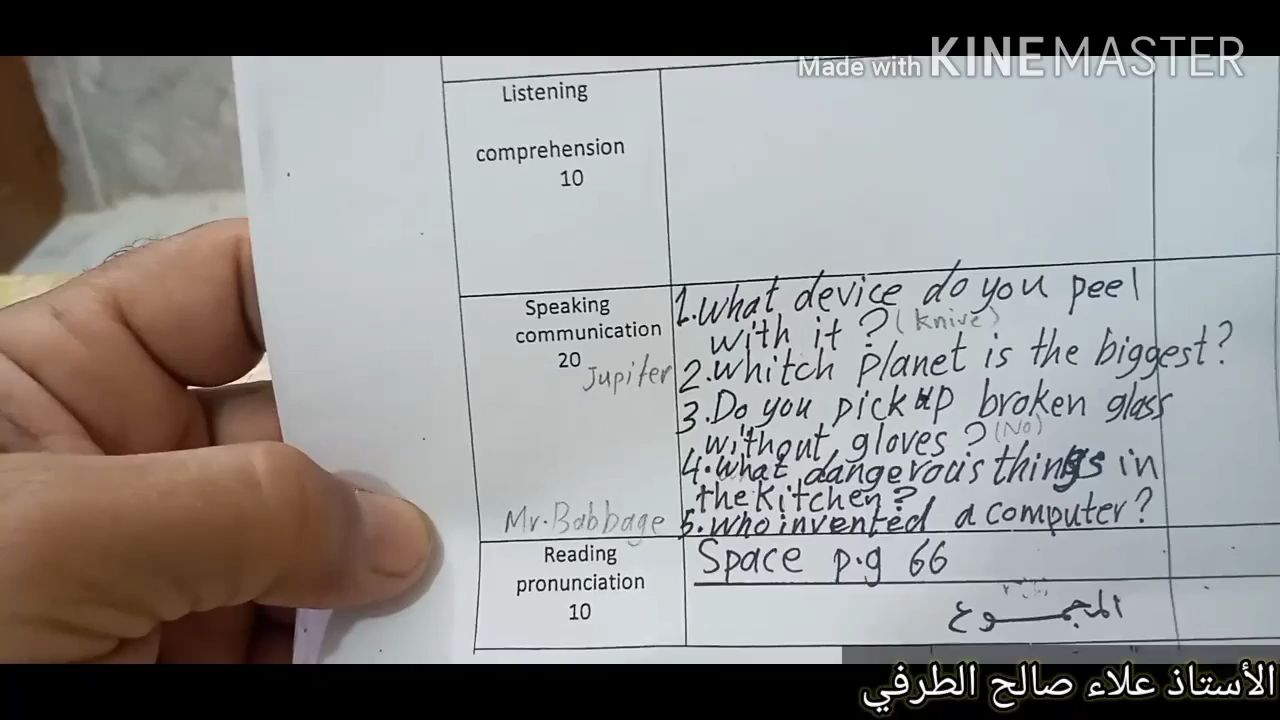 Made with KINEMASTER
Listening
comprehension
10
Speaking
communication
20
Jupiter
Mr. Babbage
1. What device do you peel
with it? (knive)
2. Whitch planet is the biggest?
3. Do you pick up broken glass
without gloves? (No)
4. what dangerous things in
the kitchen?
5. who invented a computer?
Reading
pronunciation
10
Space p.g 66
المجمـــوع
الأستاذ علاء صالح الطرفي